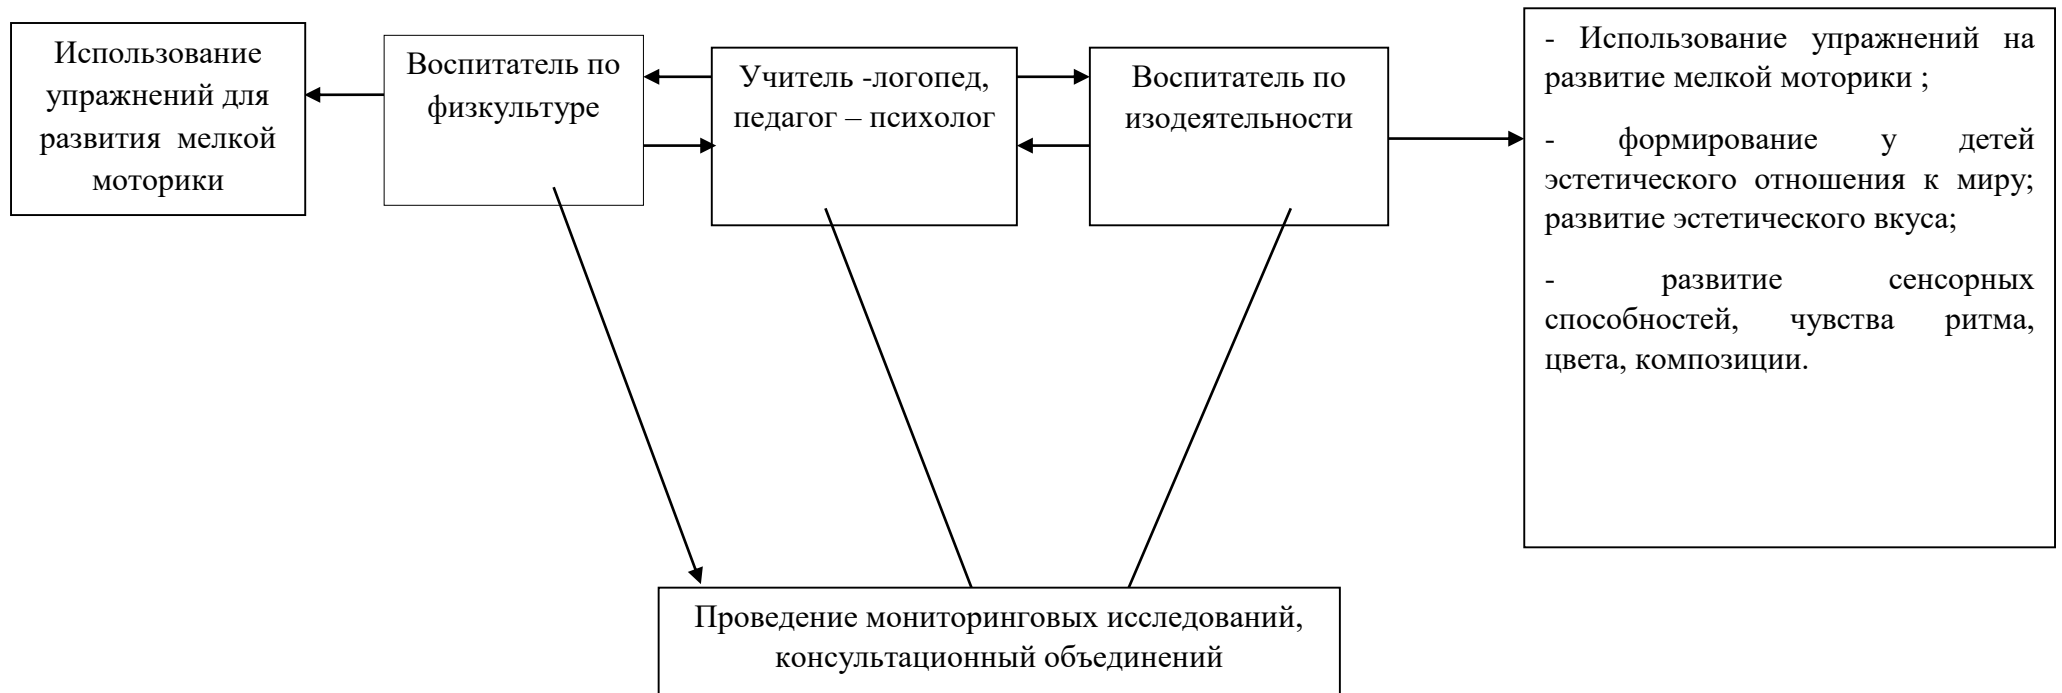 Использование
упражнений для
развития мелкой
моторики
Воспитатель по
физкультуре
Учитель -логопед,
педагог – психолог
Воспитатель по
изодеятельности
- Использование упражнений на
развитие мелкой моторики ;
- формирование у детей
эстетического отношения к миру;
развитие эстетического вкуса;
- развитие сенсорных
способностей, чувства ритма,
цвета, композиции.
Проведение мониторинговых исследований,
консультационный объединений